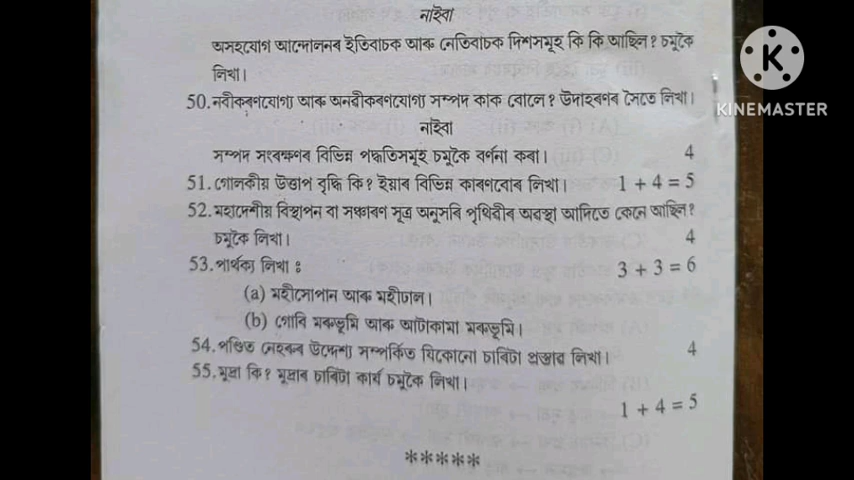 নাইবা
অসহযোগ আন্দোলনৰ ইতিবাচক আৰু নেতিবাচক দিশসমূহ কি কি আছিল? চমুকৈ
লিখা।
50. নবীকৰণযোগ্য আৰু অনৱীকৰণযোগ্য সম্পদ কাক বোলে? উদাহৰণৰ সৈতে লিখা।
নাইবা
সম্পদ সংৰক্ষণৰ বিভিন্ন পদ্ধতিসমূহ চমুকৈ বৰ্ণনা কৰা। 4
51. গোলকীয় উত্তাপ বৃদ্ধি কি? ইয়াৰ বিভিন্ন কাৰণবোৰ লিখা। 1 + 4 = 5
52. মহাদেশীয় বিস্থাপন বা সঞ্চাৰণ সূত্ৰ অনুসৰি পৃথিৱীৰ অৱস্থা আদিতে কেনে আছিল?
চমুকৈ লিখা। 4
53. পাৰ্থক্য লিখা ঃ 3 + 3 = 6
(a) মহীসোপান আৰু মহীঢাল।
(b) গোবি মৰুভূমি আৰু আটাকামা মৰুভূমি।
54. পণ্ডিত নেহৰুৰ উদ্দেশ্য সম্পৰ্কিত যিকোনো চাৰিটা প্ৰস্তাৱ লিখা। 4
55. মুদ্ৰা কি? মুদ্ৰাৰ চাৰিটা কাৰ্য চমুকৈ লিখা।
1 + 4 = 5
*****
K
KINEMASTER